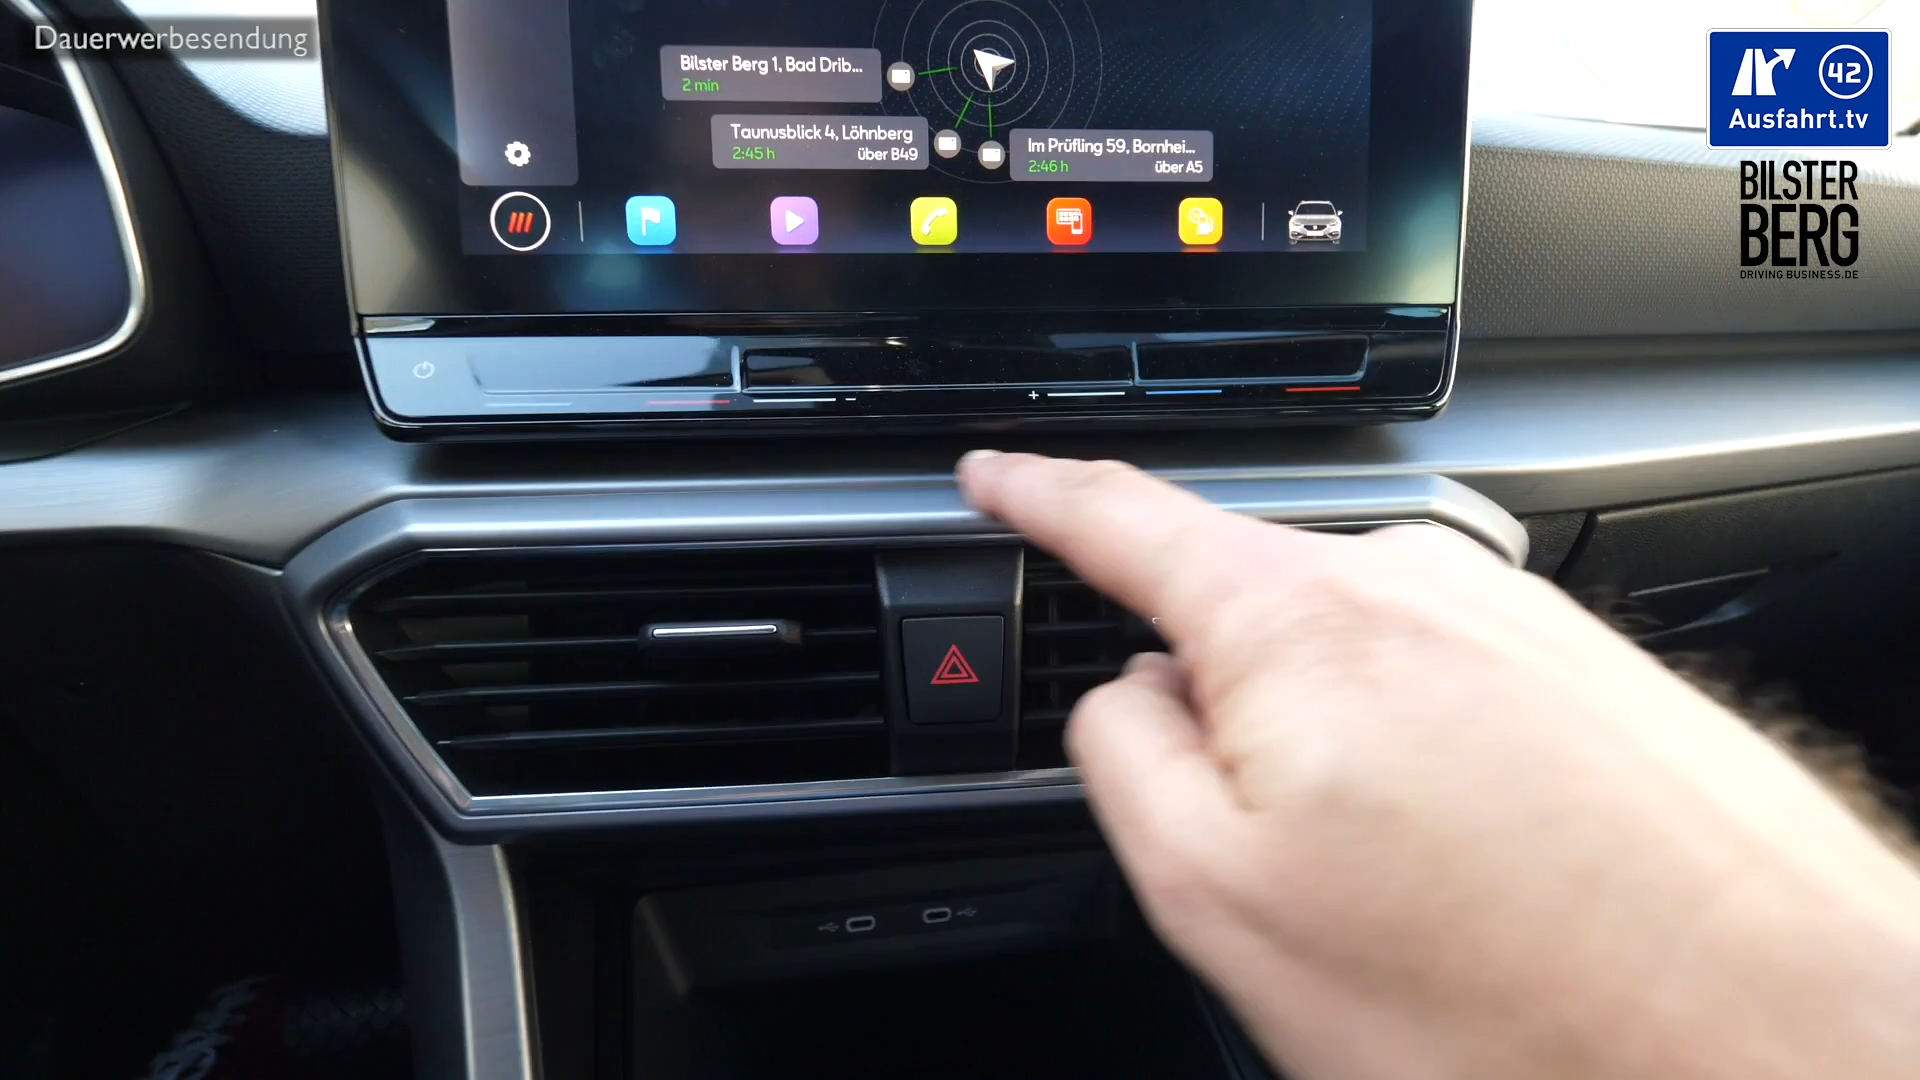 Dauerwerbesendung
Bilster Berg 1, Bad Drib...
2 min
Taunusblick 4, Löhnberg
2:45 h über B49
Im Prüfling 59, Bornhei...
2:46 h über A5
- +
42
Ausfahrt.tv
BILSTER
BERG
DRIVING BUSINESS.DE